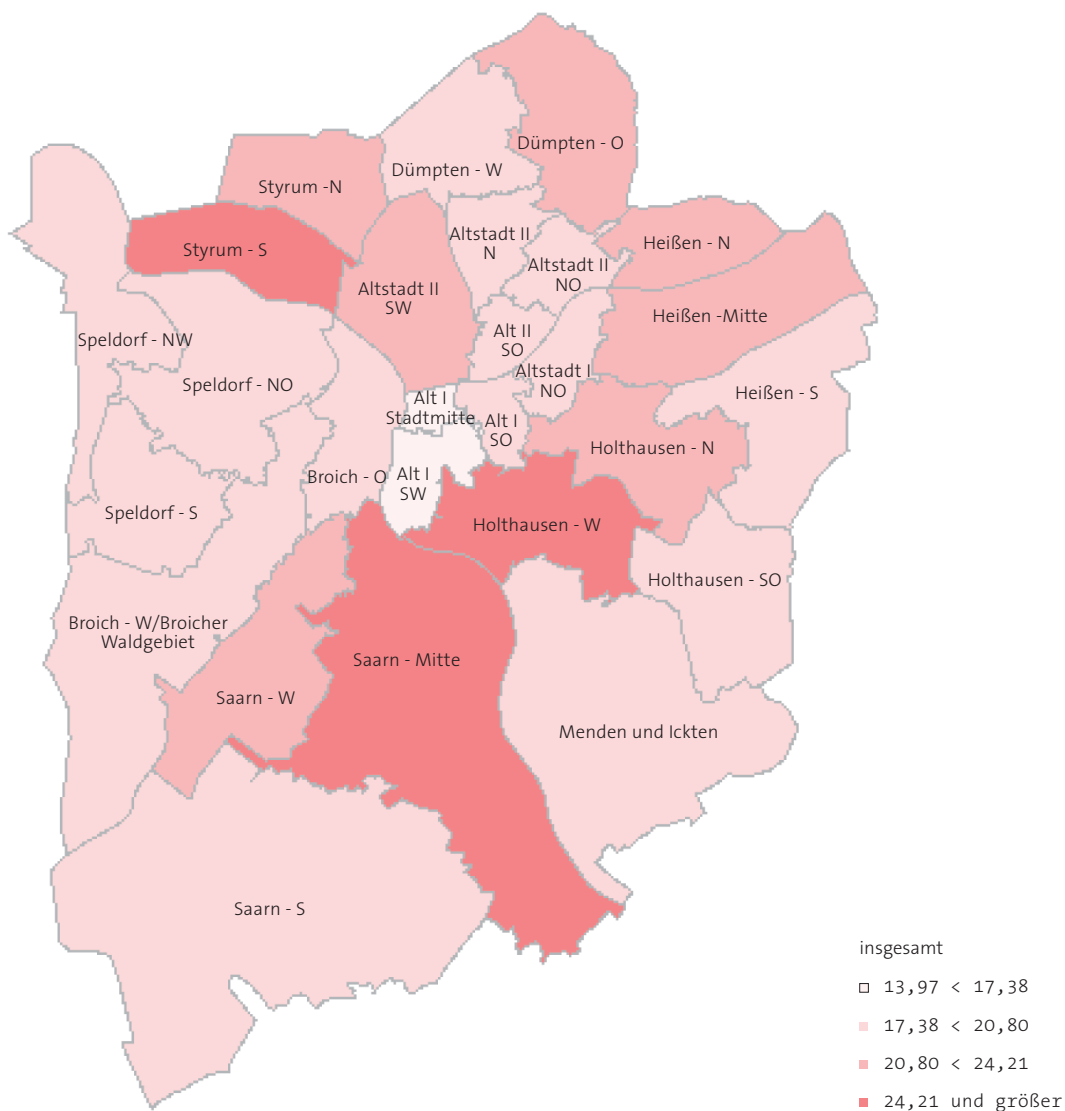 Dümpten - O
Dümpten - W
Styrum -N
Altstadt II
N
Heißen - N
Styrum - S
Altstadt II
NO
Altstadt II
SW
Heißen -Mitte
Alt II
SO
Speldorf - NW
Altstadt I
NO
Speldorf - NO
Heißen - S
Alt I
Stadtmitte
Alt I
SO
Holthausen - N
Broich - O
Alt I
SW
Speldorf - S
Holthausen - W
Holthausen - SO
Broich - W/Broicher
Waldgebiet
Saarn - Mitte
Saarn - W
Menden und Ickten
Saarn - S
insgesamt
13,97 < 17,38
17,38 < 20,80
20,80 < 24,21
24,21 und größer